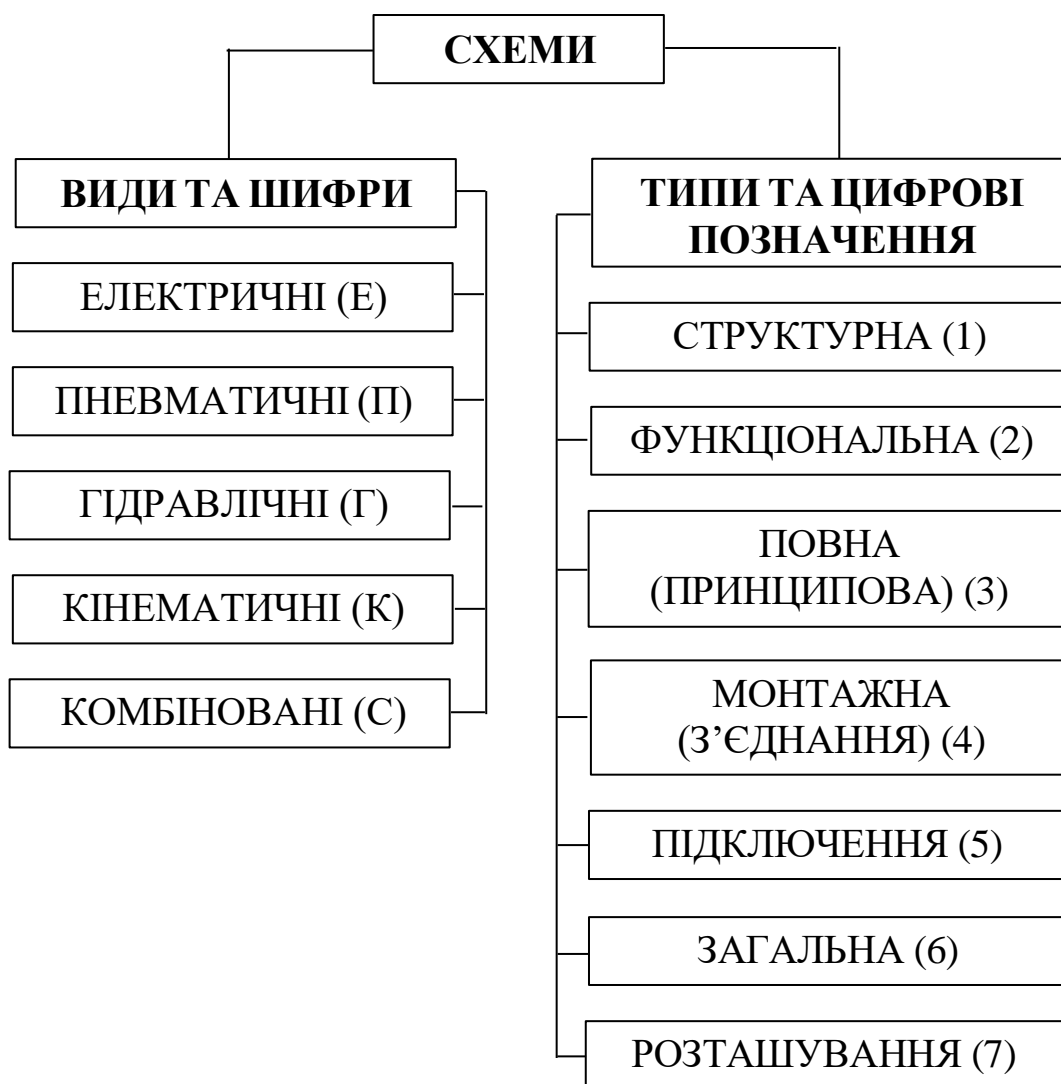 СХЕМИ
ВИДИ ТА ШИФРИ
ЕЛЕКТРИЧНІ (Е)
ПНЕВМАТИЧНІ (П)
ГІДРАВЛІЧНІ (Г)
КІНЕМАТИЧНІ (К)
КОМБІНОВАНІ (С)
ТИПИ ТА ЦИФРОВІ
ПОЗНАЧЕННЯ
СТРУКТУРНА (1)
ФУНКЦІОНАЛЬНА (2)
ПОВНА
(ПРИНЦИПОВА) (3)
МОНТАЖНА
(З’ЄДНАННЯ) (4)
ПІДКЛЮЧЕННЯ (5)
ЗАГАЛЬНА (6)
РОЗТАШУВАННЯ (7)